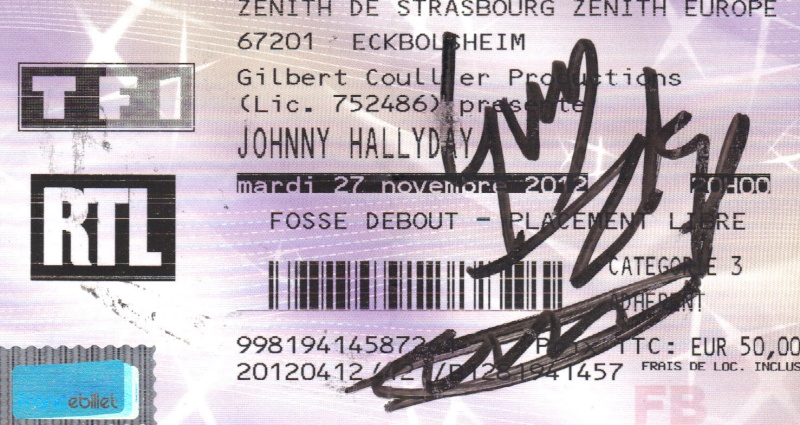 ZENITH DE STRASBOURG ZENITH EUROPE
67201 ECKBOLSHEIM
TF1
Gilbert Coullier Productions
(Lic. 752486) presente
JOHNNY HALLYDAY
mardi 27 novembre 2012 20H00
RTL
FOSSE DEBOUT - PLACEMENT LIBRE
CATEGORIE 3
ADHERENT
PRIX TTC: EUR 50,00
FRAIS DE LOC. INCLUS
ebillet
FB